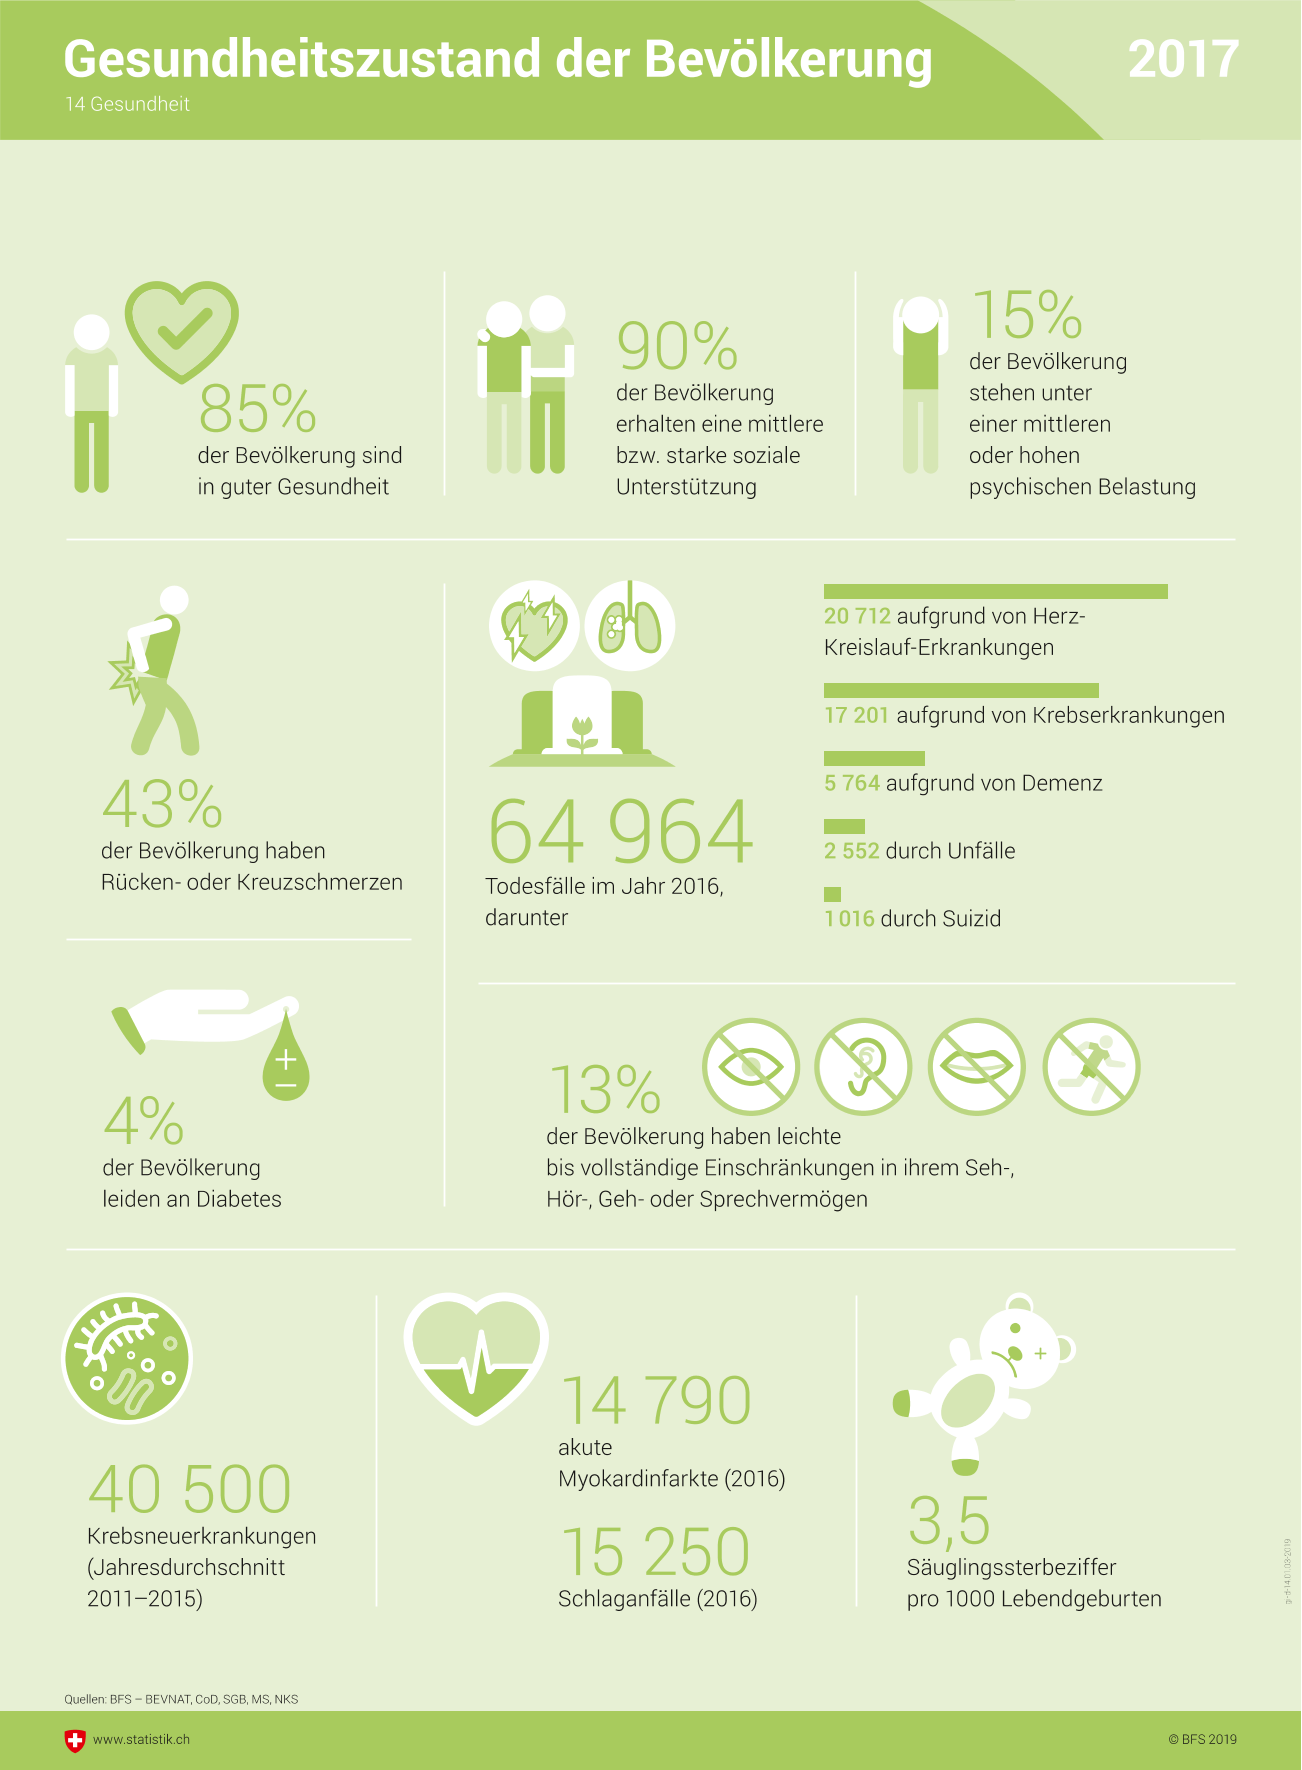 Gesundheitszustand der Bevölkerung
2017
14 Gesundheit
85%
der Bevölkerung sind
in guter Gesundheit
90%
der Bevölkerung
erhalten eine mittlere
bzw. starke soziale
Unterstützung
15%
der Bevölkerung
stehen unter
einer mittleren
oder hohen
psychischen Belastung
43%
der Bevölkerung haben
Rücken- oder Kreuzschmerzen
64 964
Todesfälle im Jahr 2016,
darunter
20 712 aufgrund von Herz-
Kreislauf-Erkrankungen
17 201 aufgrund von Krebserkrankungen
5 764 aufgrund von Demenz
2 552 durch Unfälle
1 016 durch Suizid
4%
der Bevölkerung
leiden an Diabetes
13%
der Bevölkerung haben leichte
bis vollständige Einschränkungen in ihrem Seh-,
Hör-, Geh- oder Sprechvermögen
40 500
Krebsneuerkrankungen
(Jahresdurchschnitt
2011–2015)
14 790
akute
Myokardinfarkte (2016)
15 250
Schlaganfälle (2016)
3,5
Säuglingssterbeziffer
pro 1000 Lebendgeburten
gi-d-14.01.03-2019
Quellen: BFS – BEVNAT, CoD, SGB, MS, NKS
www.statistik.ch
© BFS 2019